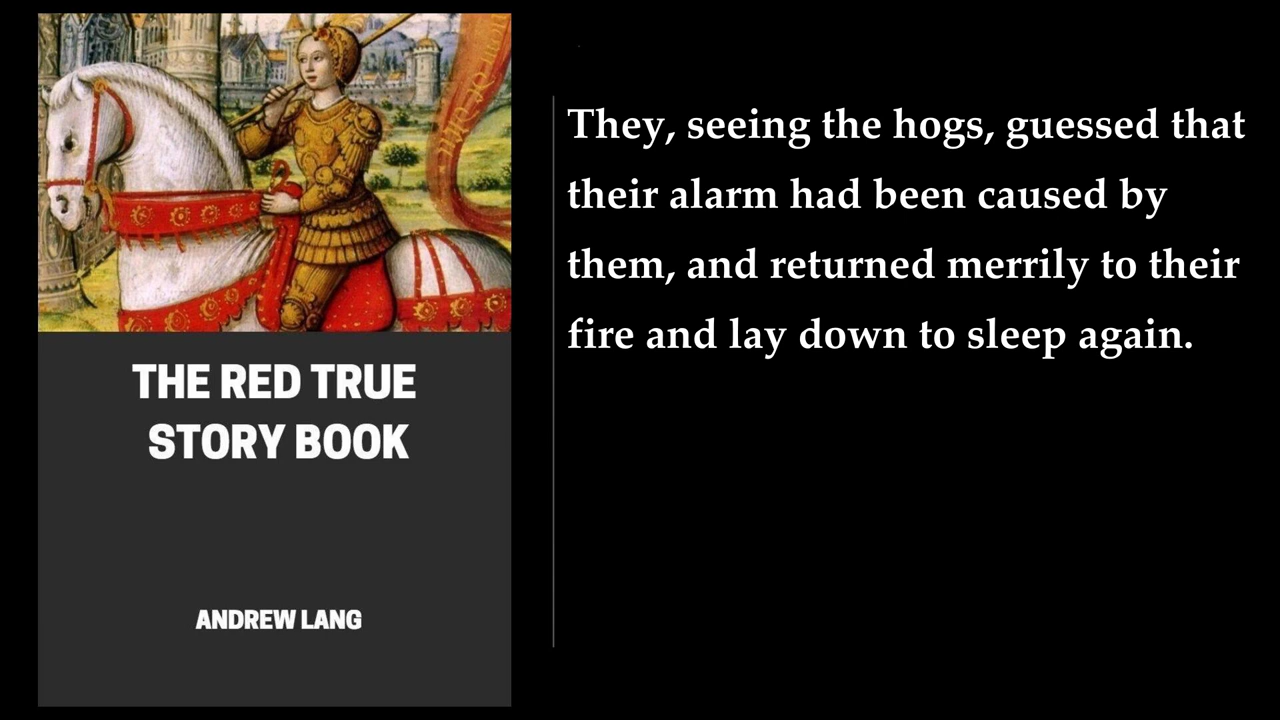 THE RED TRUE
STORY BOOK
ANDREW LANG
They, seeing the hogs, guessed that
their alarm had been caused by
them, and returned merrily to their
fire and lay down to sleep again.